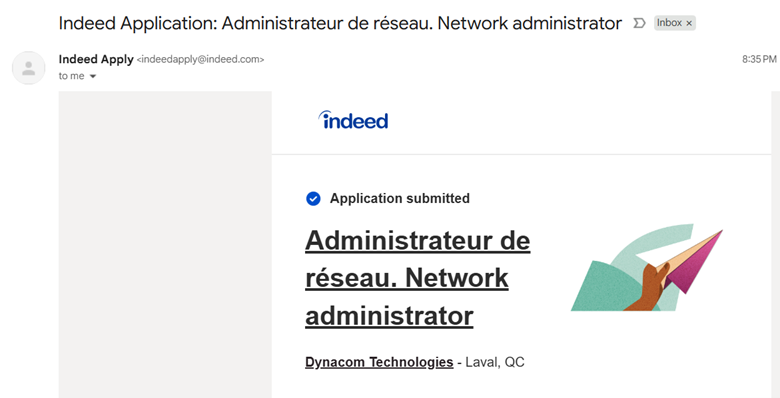 Indeed Application: Administrateur de réseau. Network administrator
Inbox ×
Indeed Apply <indeedapply@indeed.com>
8:35 PM
to me
indeed
Application submitted
Administrateur de
réseau. Network
administrator
Dynacom Technologies - Laval, QC